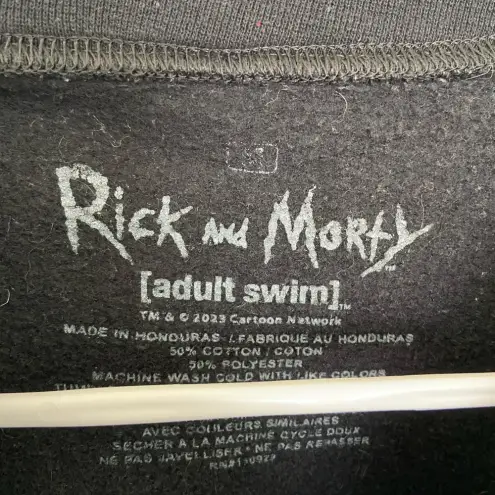 Rick and Morty™
[adult swim]™
TM & © 2023 Cartoon Network
MADE IN HONDURAS / FABRIQUE AU HONDURAS
50% COTTON / COTON
50% POLYESTER
MACHINE WASH COLD WITH LIKE COLORS
AVEC COULEURS SIMILAIRES
SECHER A LA MACHINE CYCLE DOUX
NE PAS JAVELLISER • NE PAS REPASSER